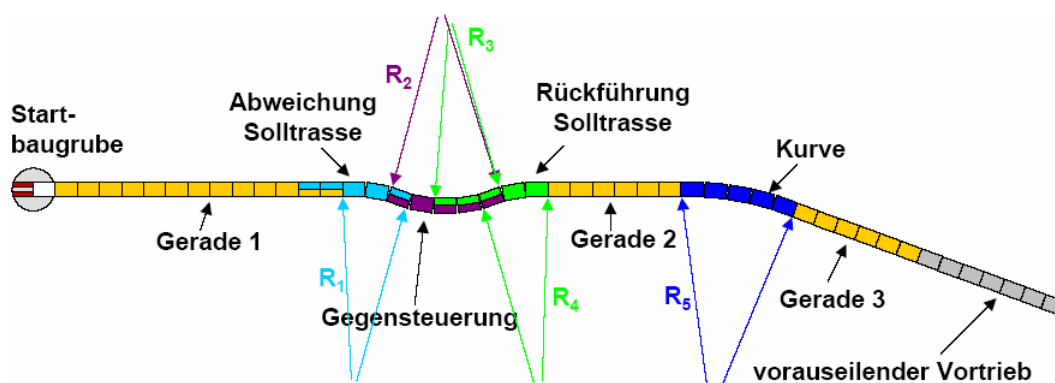 R3
R2
Abweichung
Solltrasse
Rückführung
Solltrasse
Start-
baugrube
Kurve
Gerade 1
Gerade 2
R1
Gegensteuerung
R4
R5
Gerade 3
vorauseilender Vortrieb